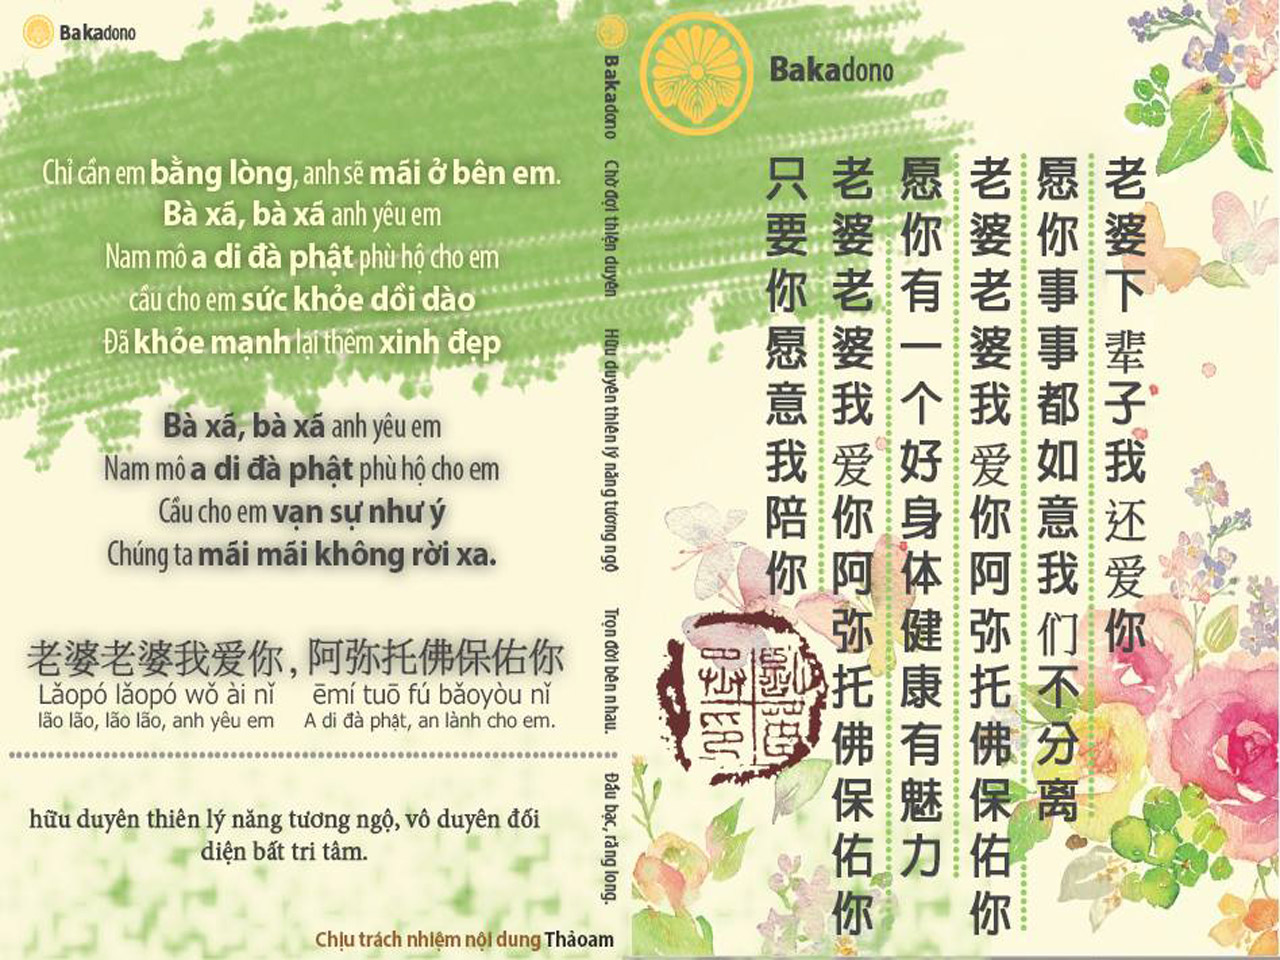 Bakadono
Chỉ cần em bằng lòng, anh sẽ mãi ở bên em.
Bà xã, bà xã anh yêu em
Nam mô a di đà phật phù hộ cho em
cầu cho em sức khỏe dồi dào
Đã khỏe mạnh lại thêm xinh đẹp
Bà xã, bà xã anh yêu em
Nam mô a di đà phật phù hộ cho em
Cầu cho em vạn sự như ý
Chúng ta mãi mãi không rời xa.
老婆老婆我爱你,阿弥托佛保佑你
Lǎopó lǎopó wǒ ài nǐ ēmí tuō fú bǎoyòu nǐ
lão lão, lão lão, anh yêu em A di đà phật, an lành cho em.
hữu duyên thiên lý năng tương ngộ, vô duyên đối
diện bất tri tâm.
Chịu trách nhiệm nội dung Thảoam
Bakadono Chờ đợi thiện duyên Hữu duyên thiên lý năng tương ngộ Trọn đời bên nhau. Đầu bạc, răng long.
Bakadono
老婆下辈子我还爱你
愿你事事都如意我们不分离
老婆老婆我爱你阿弥托佛保佑你
愿你有一个好身体健康有魅力
老婆老婆我爱你阿弥托佛保佑你
只要你愿意我陪你